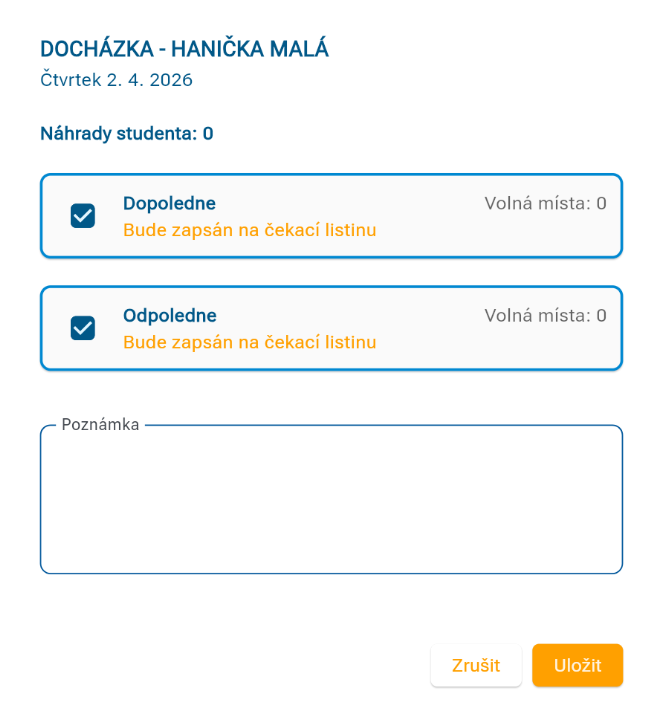 DOCHÁZKA - HANIČKA MALÁ
Čtvrtek 2. 4. 2026
Náhrady studenta: 0
Dopoledne Volná místa: 0
Bude zapsán na čekací listinu
Odpoledne Volná místa: 0
Bude zapsán na čekací listinu
Poznámka
Zrušit Uložit